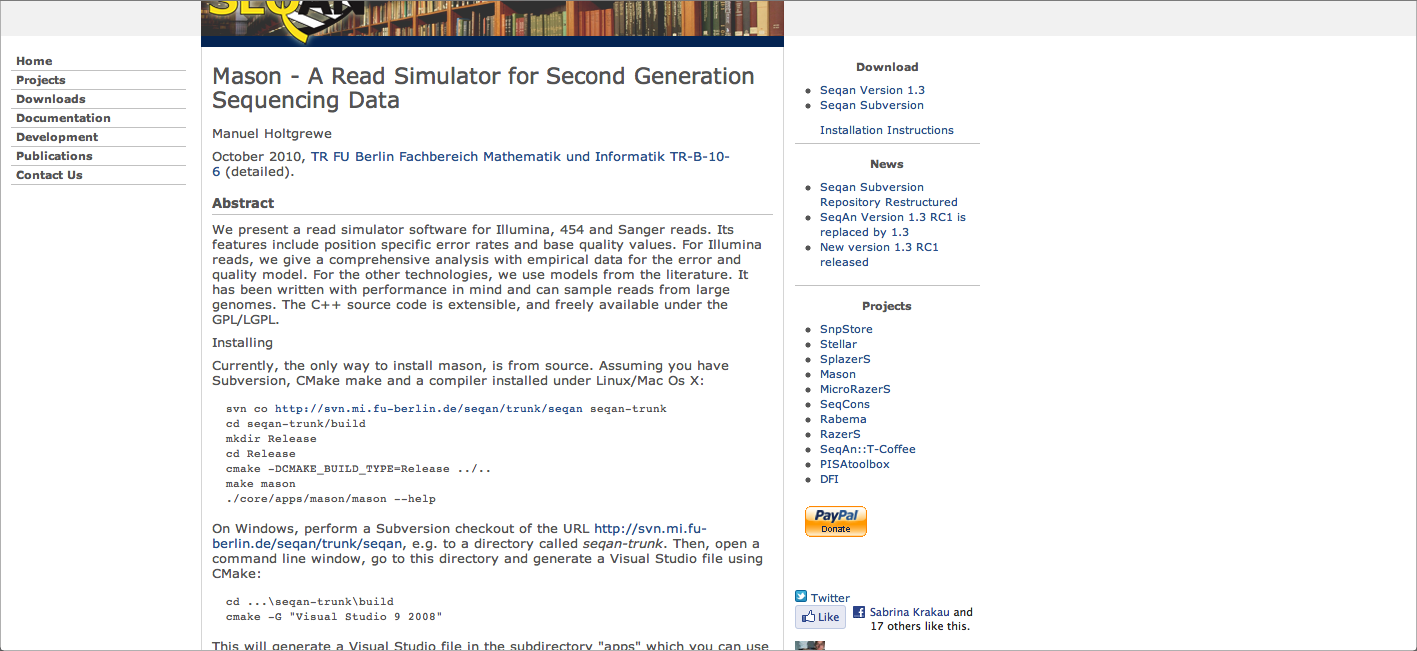 SEQAN
Home
Projects
Downloads
Documentation
Development
Publications
Contact Us
Mason - A Read Simulator for Second Generation
Sequencing Data
Manuel Holtgrewe
October 2010, TR FU Berlin Fachbereich Mathematik und Informatik TR-B-10-
6 (detailed).
Abstract
We present a read simulator software for Illumina, 454 and Sanger reads. Its
features include position specific error rates and base quality values. For Illumina
reads, we give a comprehensive analysis with empirical data for the error and
quality model. For the other technologies, we use models from the literature. It
has been written with performance in mind and can sample reads from large
genomes. The C++ source code is extensible, and freely available under the
GPL/LGPL.
Installing
Currently, the only way to install mason, is from source. Assuming you have
Subversion, CMake make and a compiler installed under Linux/Mac Os X:
svn co http://svn.mi.fu-berlin.de/seqan/trunk/seqan seqan-trunk
cd seqan-trunk/build
mkdir Release
cd Release
cmake -DCMAKE_BUILD_TYPE=Release ../..
make mason
./core/apps/mason/mason --help
On Windows, perform a Subversion checkout of the URL http://svn.mi.fu-
berlin.de/seqan/trunk/seqan, e.g. to a directory called seqan-trunk. Then, open a
command line window, go to this directory and generate a Visual Studio file using
CMake:
cd ...\seqan-trunk\build
cmake -G "Visual Studio 9 2008"
This will generate a Visual Studio file in the subdirectory "apps" which you can use
Download
Seqan Version 1.3
Seqan Subversion
Installation Instructions
News
Seqan Subversion
Repository Restructured
SeqAn Version 1.3 RC1 is
replaced by 1.3
New version 1.3 RC1
released
Projects
SnpStore
Stellar
SplazerS
Mason
MicroRazerS
SeqCons
Rabema
RazerS
SeqAn::T-Coffee
PISAtoolbox
DFI
PayPal
Donate
Twitter
Like
Sabrina Krakau and
17 others like this.